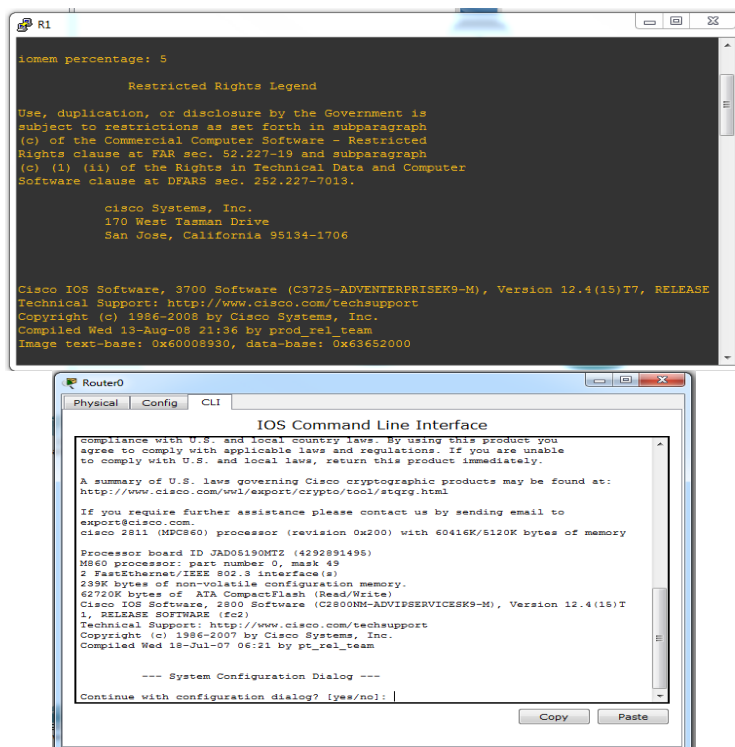 R1
iomem percentage: 5
Restricted Rights Legend
Use, duplication, or disclosure by the Government is
subject to restrictions as set forth in subparagraph
(c) of the Commercial Computer Software - Restricted
Rights clause at FAR sec. 52.227-19 and subparagraph
(c) (1) (ii) of the Rights in Technical Data and Computer
Software clause at DFARS sec. 252.227-7013.
cisco Systems, Inc.
170 West Tasman Drive
San Jose, California 95134-1706
Cisco IOS Software, 3700 Software (C3725-ADVENTERPRISEK9-M), Version 12.4(15)T7, RELEASE
Technical Support: http://www.cisco.com/techsupport
Copyright (c) 1986-2008 by Cisco Systems, Inc.
Compiled Wed 13-Aug-08 21:36 by prod_rel_team
Image text-base: 0x60008930, data-base: 0x63652000
Router0
Physical Config CLI
IOS Command Line Interface
compliance with U.S. and local country laws. By using this product you
agree to comply with applicable laws and regulations. If you are unable
to comply with U.S. and local laws, return this product immediately.
A summary of U.S. laws governing Cisco cryptographic products may be found at:
http://www.cisco.com/wwl/export/crypto/tool/stqrg.html
If you require further assistance please contact us by sending email to
export@cisco.com.
cisco 2811 (MPC860) processor (revision 0x200) with 60416K/5120K bytes of memory
Processor board ID JAD05190MTZ (4292891495)
M860 processor: part number 0, mask 49
2 FastEthernet/IEEE 802.3 interface(s)
239K bytes of non-volatile configuration memory.
62720K bytes of ATA CompactFlash (Read/Write)
Cisco IOS Software, 2800 Software (C2800NM-ADVIPSERVICESK9-M), Version 12.4(15)T
1, RELEASE SOFTWARE (fc2)
Technical Support: http://www.cisco.com/techsupport
Copyright (c) 1986-2007 by Cisco Systems, Inc.
Compiled Wed 18-Jul-07 06:21 by pt_rel_team
--- System Configuration Dialog ---
Continue with configuration dialog? [yes/no]:
Copy Paste